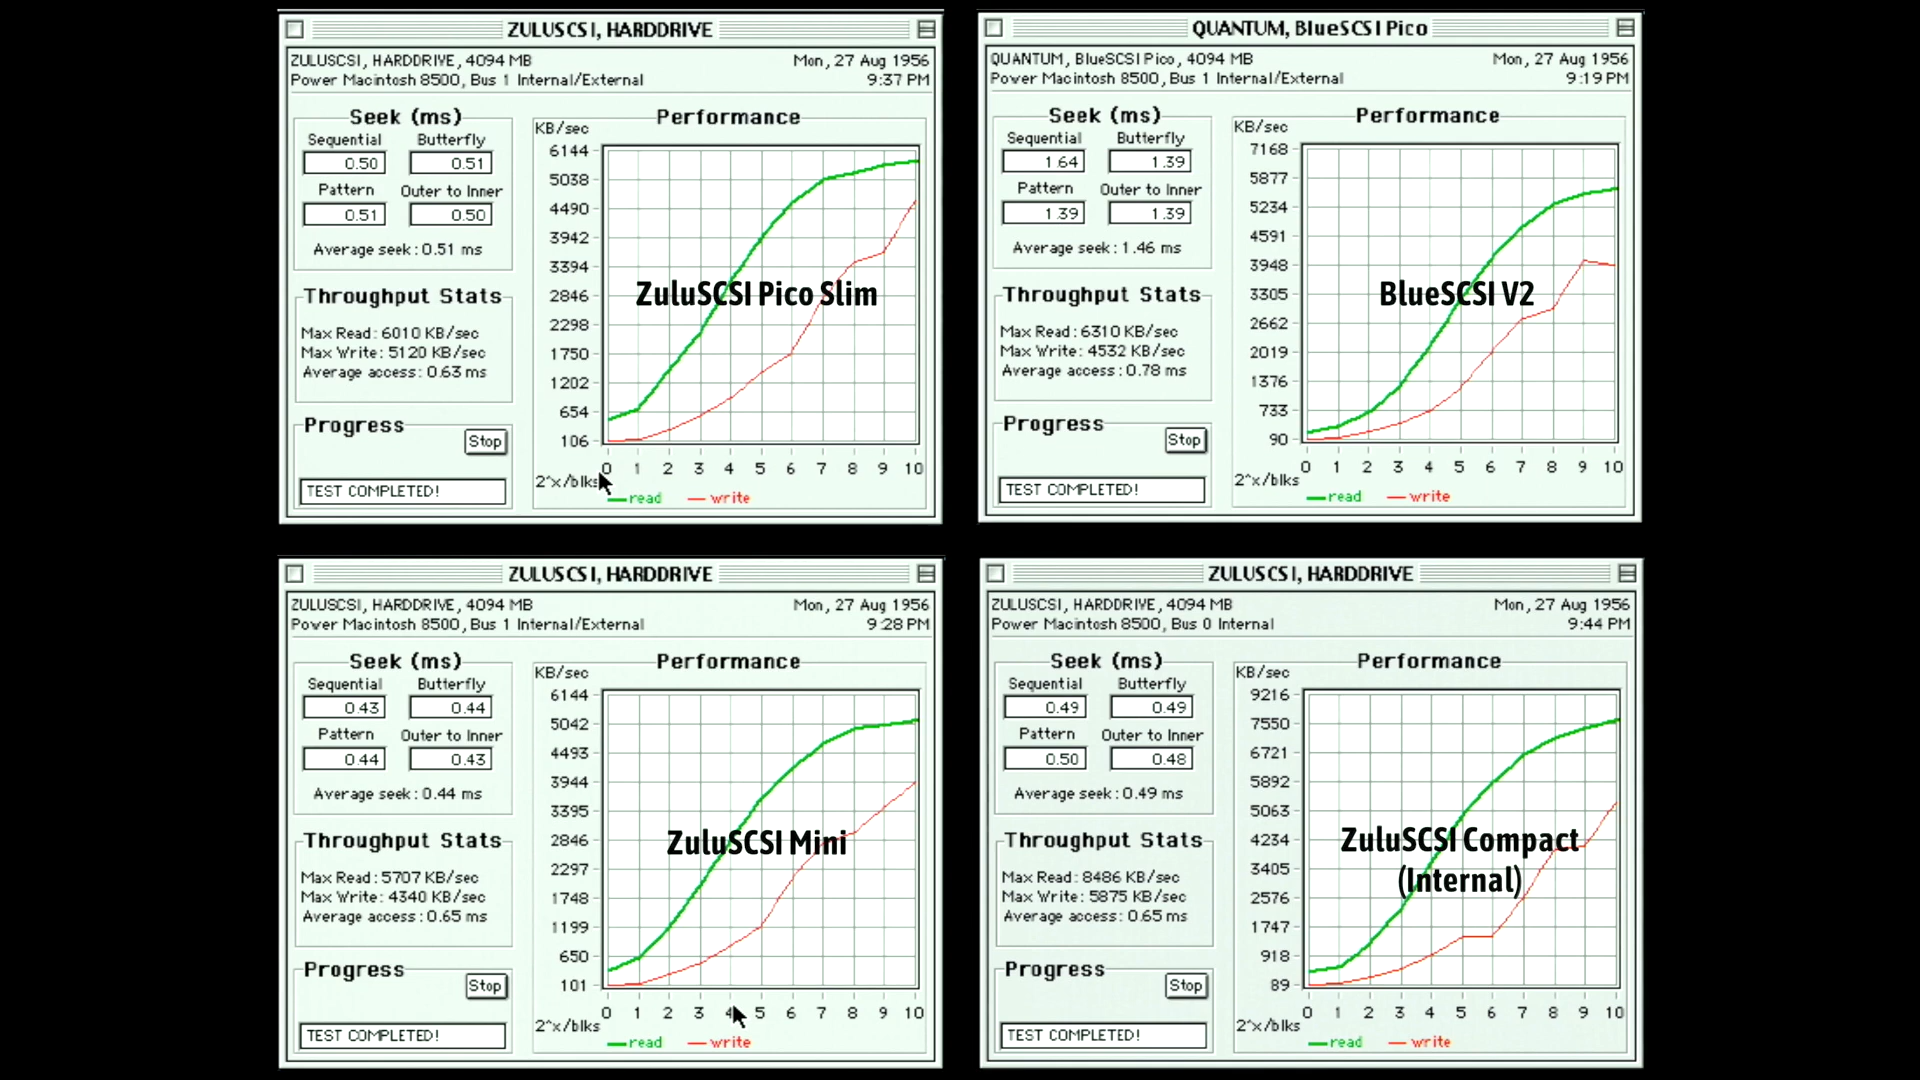 ZULUSCSI, HARDDRIVE
ZULUSCSI, HARDDRIVE, 4094 MB
Mon, 27 Aug 1956
Power Macintosh 8500, Bus 1 Internal/External
9:37 PM
Seek (ms)
Sequential Butterfly
0.50 0.51
Pattern Outer to Inner
0.51 0.50
Average seek: 0.51 ms
Throughput Stats
Max Read: 6010 KB/sec
Max Write: 5120 KB/sec
Average access: 0.63 ms
Progress
Stop
TEST COMPLETED!
Performance
KB/sec
6144
5038
4490
3942
3394
2846
2298
1750
1202
654
106
ZuluSCSI Pico Slim
0 1 2 3 4 5 6 7 8 9 10
2^x/blks
read write
QUANTUM, BlueSCSI Pico
QUANTUM, BlueSCSI Pico, 4094 MB
Mon, 27 Aug 1956
Power Macintosh 8500, Bus 1 Internal/External
9:19 PM
Seek (ms)
Sequential Butterfly
1.64 1.39
Pattern Outer to Inner
1.39 1.39
Average seek: 1.46 ms
Throughput Stats
Max Read: 6310 KB/sec
Max Write: 4532 KB/sec
Average access: 0.78 ms
Progress
Stop
TEST COMPLETED!
Performance
KB/sec
7168
5877
5234
4591
3948
3305
2662
2019
1376
733
90
BlueSCSI V2
0 1 2 3 4 5 6 7 8 9 10
2^x/blks
read write
ZULUSCSI, HARDDRIVE
ZULUSCSI, HARDDRIVE, 4094 MB
Mon, 27 Aug 1956
Power Macintosh 8500, Bus 1 Internal/External
9:28 PM
Seek (ms)
Sequential Butterfly
0.43 0.44
Pattern Outer to Inner
0.44 0.43
Average seek: 0.44 ms
Throughput Stats
Max Read: 5707 KB/sec
Max Write: 4340 KB/sec
Average access: 0.65 ms
Progress
Stop
TEST COMPLETED!
Performance
KB/sec
6144
5042
4493
3944
3395
2846
2297
1748
1199
650
101
ZuluSCSI Mini
0 1 2 3 4 5 6 7 8 9 10
2^x/blks
read write
ZULUSCSI, HARDDRIVE
ZULUSCSI, HARDDRIVE, 4094 MB
Mon, 27 Aug 1956
Power Macintosh 8500, Bus 0 Internal
9:44 PM
Seek (ms)
Sequential Butterfly
0.49 0.49
Pattern Outer to Inner
0.50 0.48
Average seek: 0.49 ms
Throughput Stats
Max Read: 8486 KB/sec
Max Write: 5875 KB/sec
Average access: 0.65 ms
Progress
Stop
TEST COMPLETED!
Performance
KB/sec
9216
7550
6721
5892
5063
4234
3405
2576
1747
918
89
ZuluSCSI Compact
(Internal)
0 1 2 3 4 5 6 7 8 9 10
2^x/blks
read write